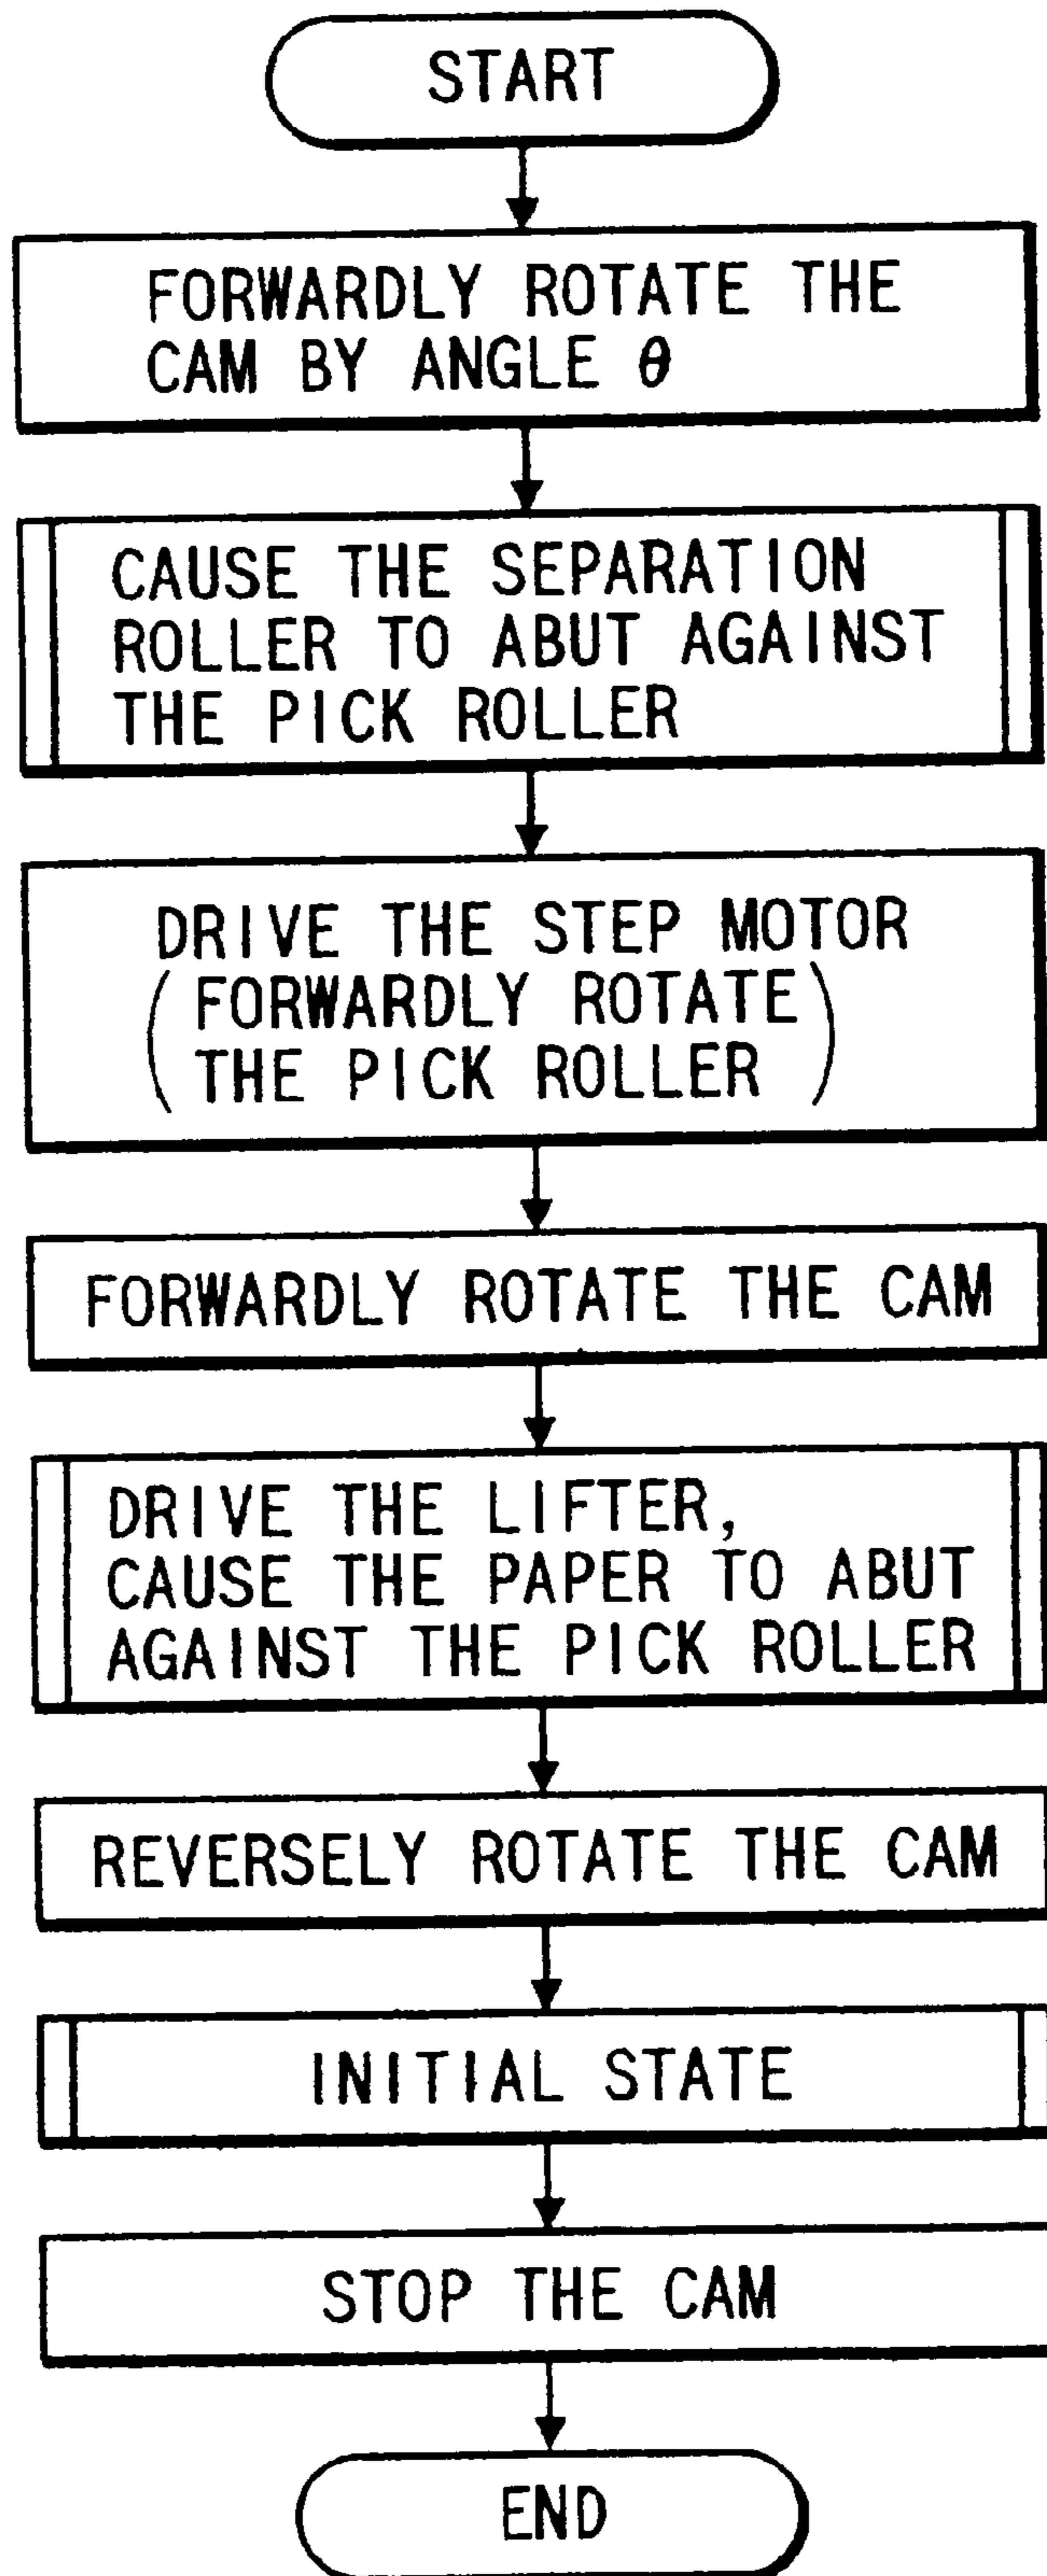 START
FORWARDLY ROTATE THE
CAM BY ANGLE θ
CAUSE THE SEPARATION
ROLLER TO ABUT AGAINST
THE PICK ROLLER
DRIVE THE STEP MOTOR
( FORWARDLY ROTATE
THE PICK ROLLER )
FORWARDLY ROTATE THE CAM
DRIVE THE LIFTER,
CAUSE THE PAPER TO ABUT
AGAINST THE PICK ROLLER
REVERSELY ROTATE THE CAM
INITIAL STATE
STOP THE CAM
END